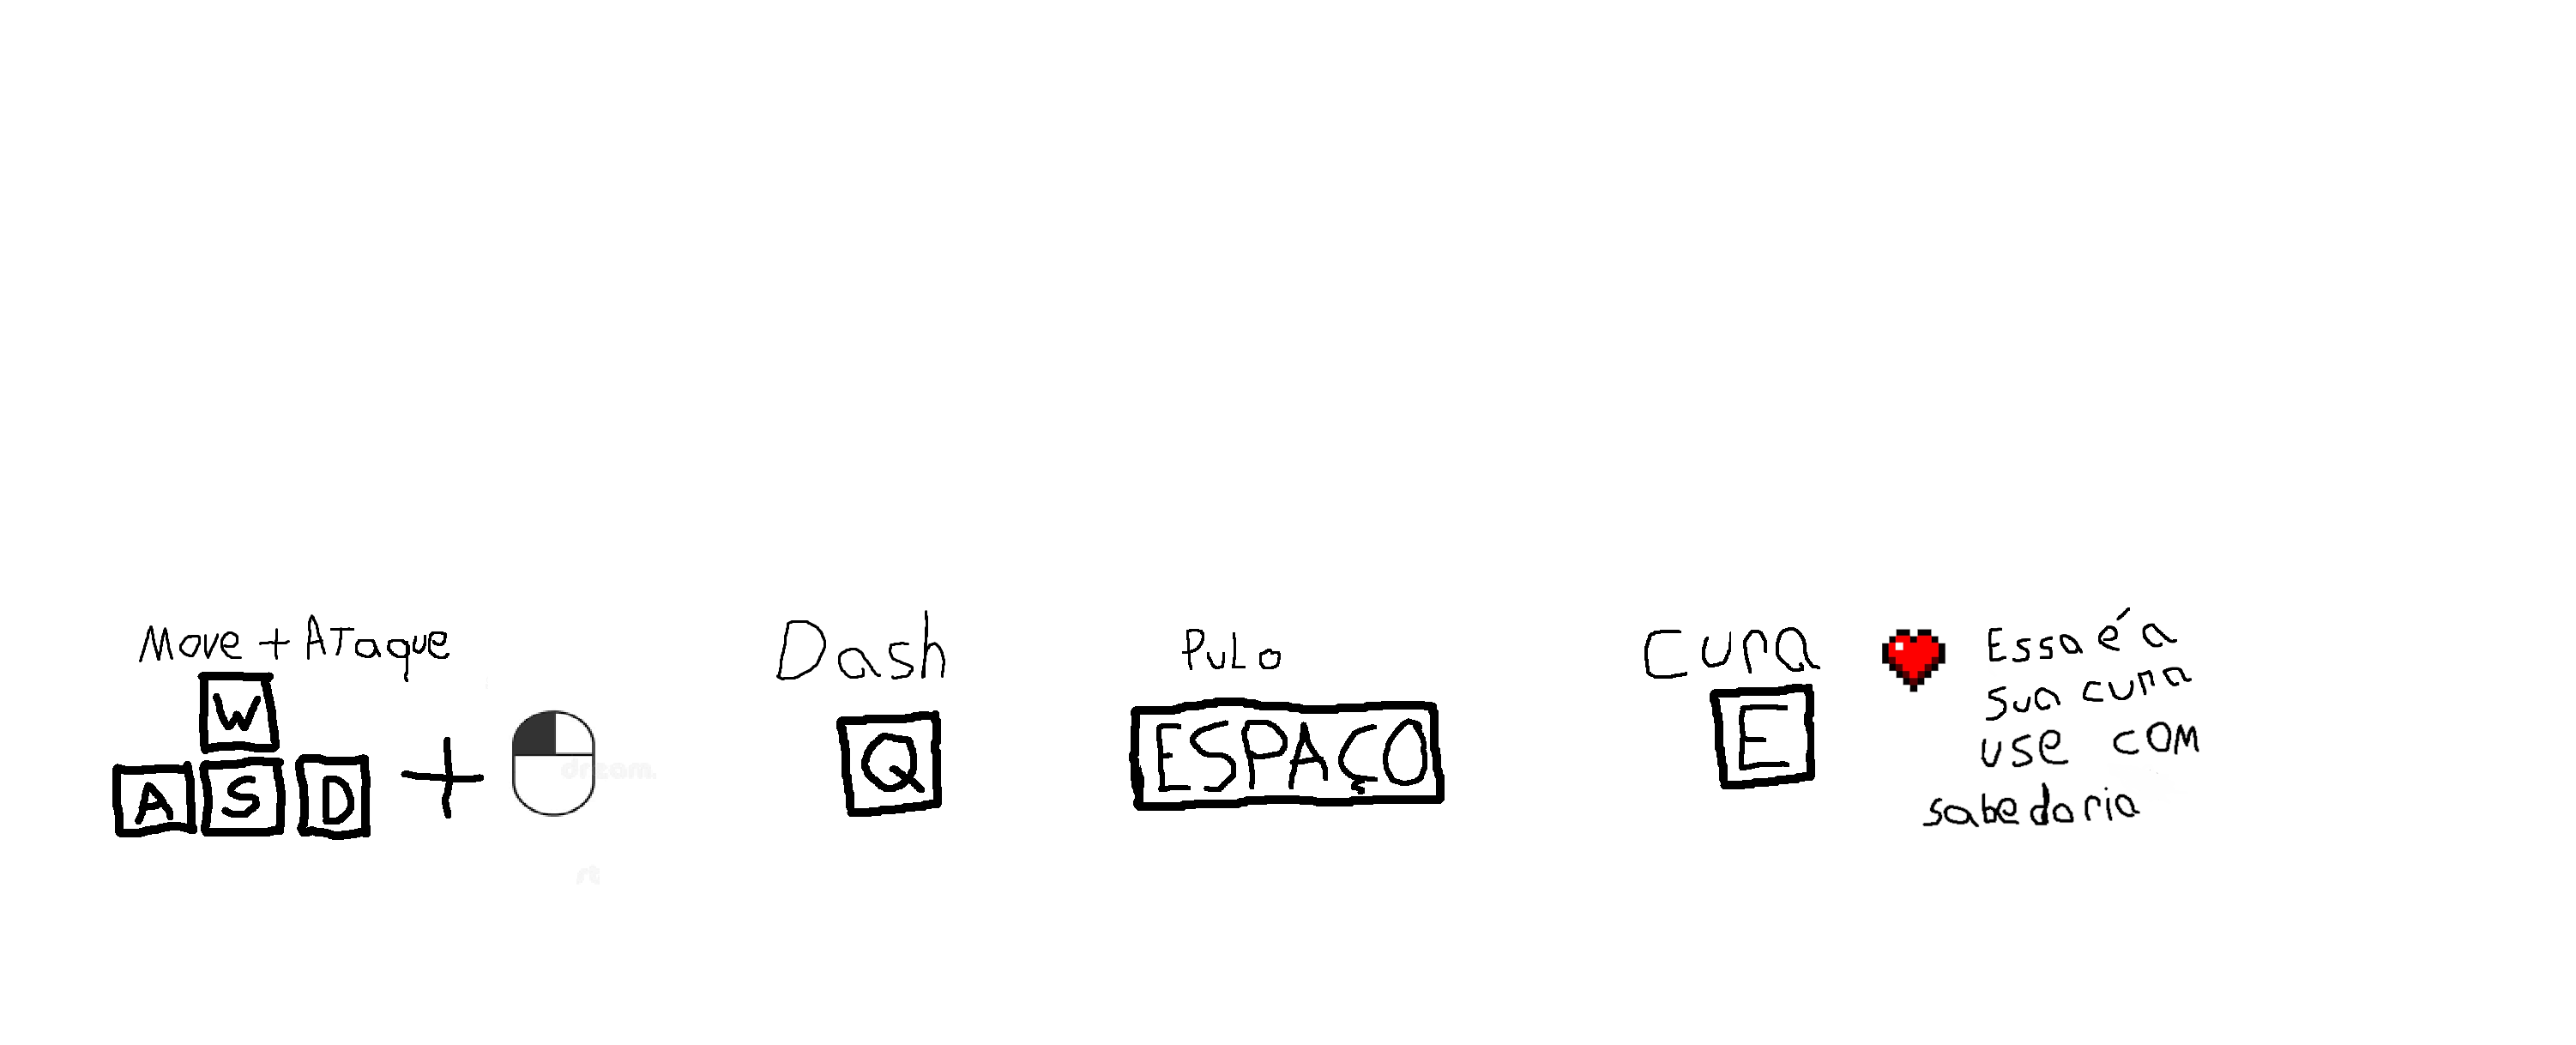 Move + ATaque
W
A S D +
Dash
Q
PuLo
ESPAÇO
Cura
E
Essa é a
sua cura
use com
sabedoria